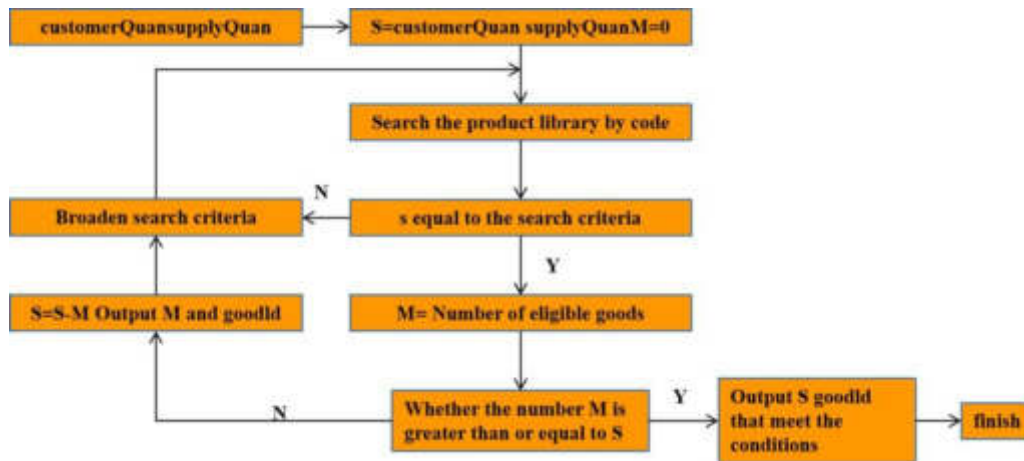 customerQuansupplyQuan
S=customerQuan supplyQuanM=0
Search the product library by code
N
Broaden search criteria
s equal to the search criteria
Y
S=S-M Output M and goodId
M= Number of eligible goods
N
Whether the number M is
greater than or equal to S
Y
Output S goodId
that meet the
conditions
finish